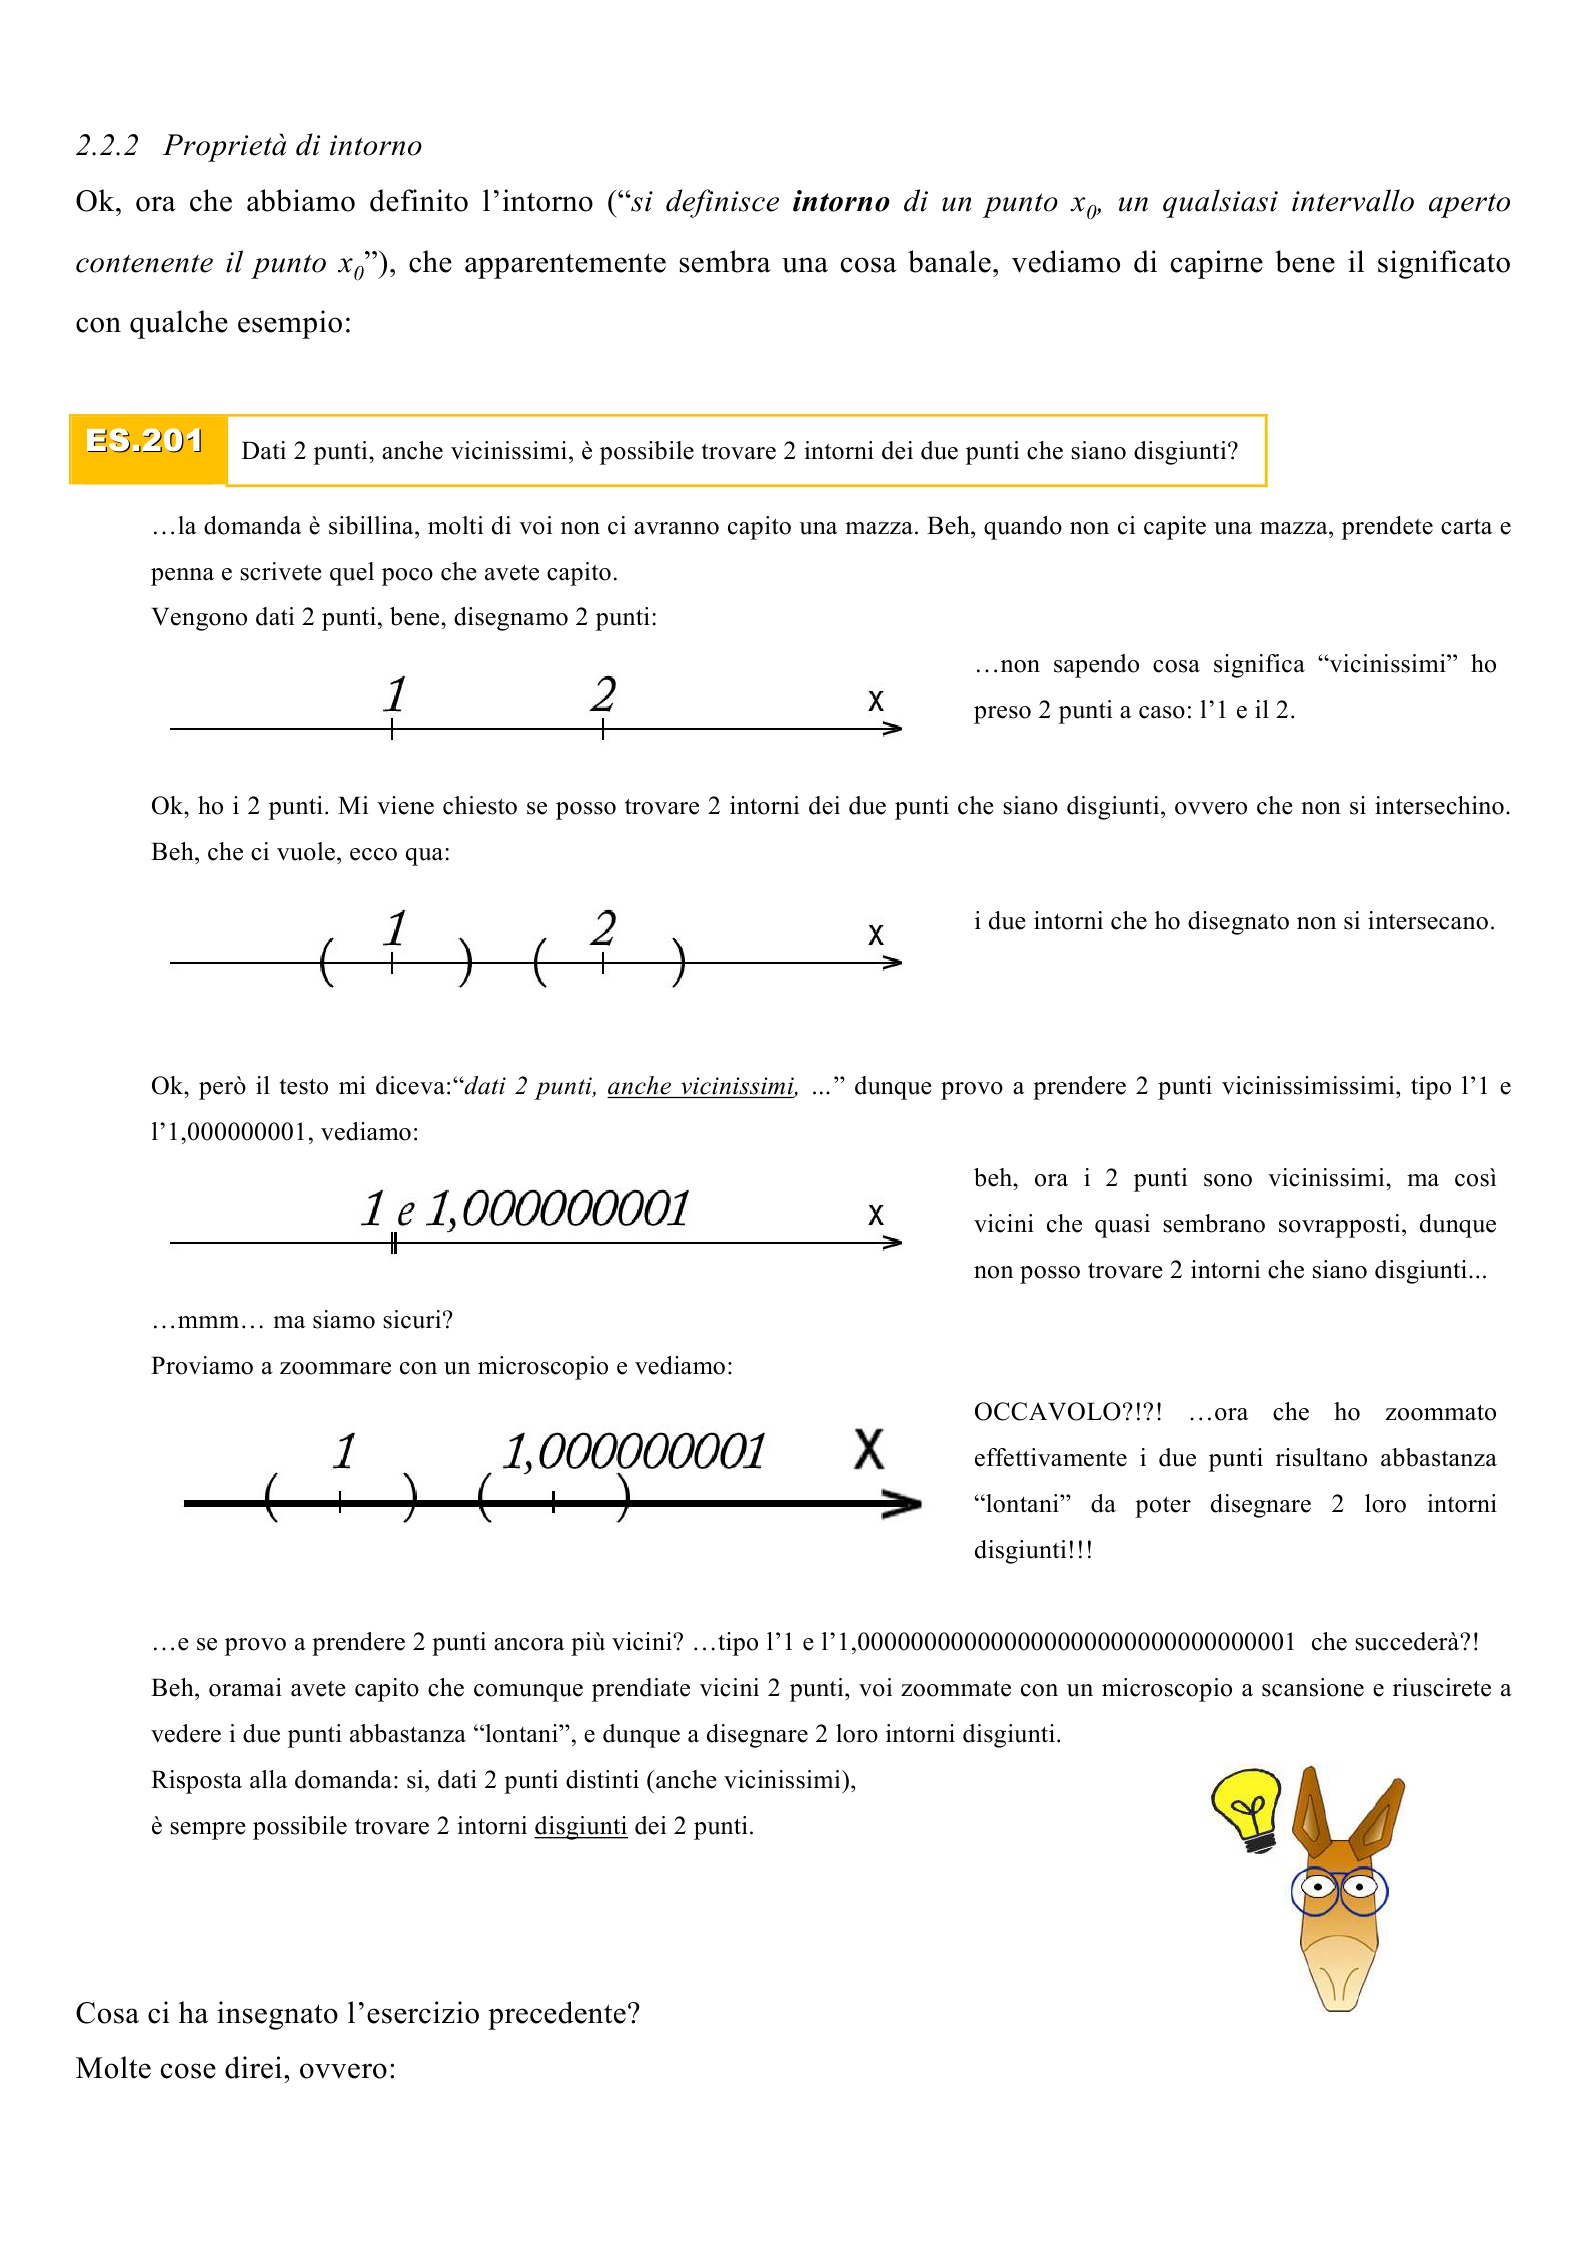 2.2.2 Proprietà di intorno
Ok, ora che abbiamo definito l’intorno (“si definisce intorno di un punto x0, un qualsiasi intervallo aperto
contenente il punto x0”), che apparentemente sembra una cosa banale, vediamo di capirne bene il significato
con qualche esempio:
ES.201
Dati 2 punti, anche vicinissimi, è possibile trovare 2 intorni dei due punti che siano disgiunti?
…la domanda è sibillina, molti di voi non ci avranno capito una mazza. Beh, quando non ci capite una mazza, prendete carta e
penna e scrivete quel poco che avete capito.
Vengono dati 2 punti, bene, disegnamo 2 punti:
1 2 x
…non sapendo cosa significa “vicinissimi” ho
preso 2 punti a caso: l’1 e il 2.
Ok, ho i 2 punti. Mi viene chiesto se posso trovare 2 intorni dei due punti che siano disgiunti, ovvero che non si intersechino.
Beh, che ci vuole, ecco qua:
( 1 ) ( 2 ) x
i due intorni che ho disegnato non si intersecano.
Ok, però il testo mi diceva:“dati 2 punti, anche vicinissimi, ...” dunque provo a prendere 2 punti vicinissimissimi, tipo l’1 e
l’1,000000001, vediamo:
1 e 1,000000001 x
beh, ora i 2 punti sono vicinissimi, ma così
vicini che quasi sembrano sovrapposti, dunque
non posso trovare 2 intorni che siano disgiunti...
…mmm… ma siamo sicuri?
Proviamo a zoommare con un microscopio e vediamo:
( 1 ) ( 1,000000001 ) x
OCCAVOLO?!?! …ora che ho zoommato
effettivamente i due punti risultano abbastanza
“lontani” da poter disegnare 2 loro intorni
disgiunti!!!
…e se provo a prendere 2 punti ancora più vicini? …tipo l’1 e l’1,000000000000000000000000000000001 che succederà?!
Beh, oramai avete capito che comunque prendiate vicini 2 punti, voi zoommate con un microscopio a scansione e riuscirete a
vedere i due punti abbastanza “lontani”, e dunque a disegnare 2 loro intorni disgiunti.
Risposta alla domanda: si, dati 2 punti distinti (anche vicinissimi),
è sempre possibile trovare 2 intorni disgiunti dei 2 punti.
Cosa ci ha insegnato l’esercizio precedente?
Molte cose direi, ovvero: